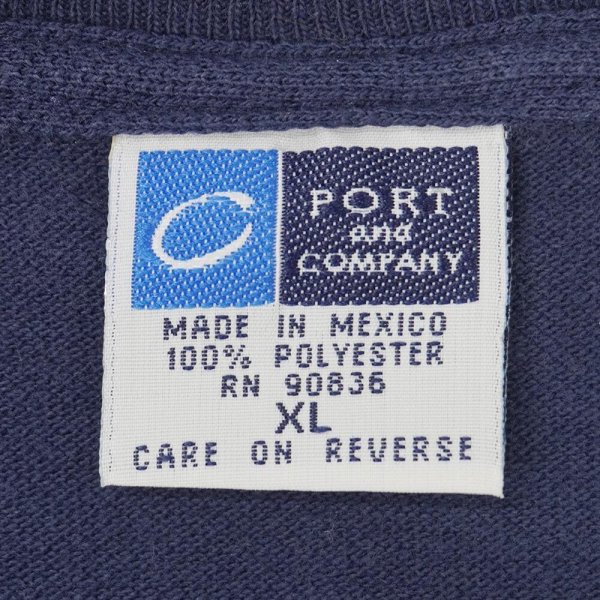 PORT
and
COMPANY
MADE IN MEXICO
100% POLYESTER
RN 90836
XL
CARE ON REVERSE